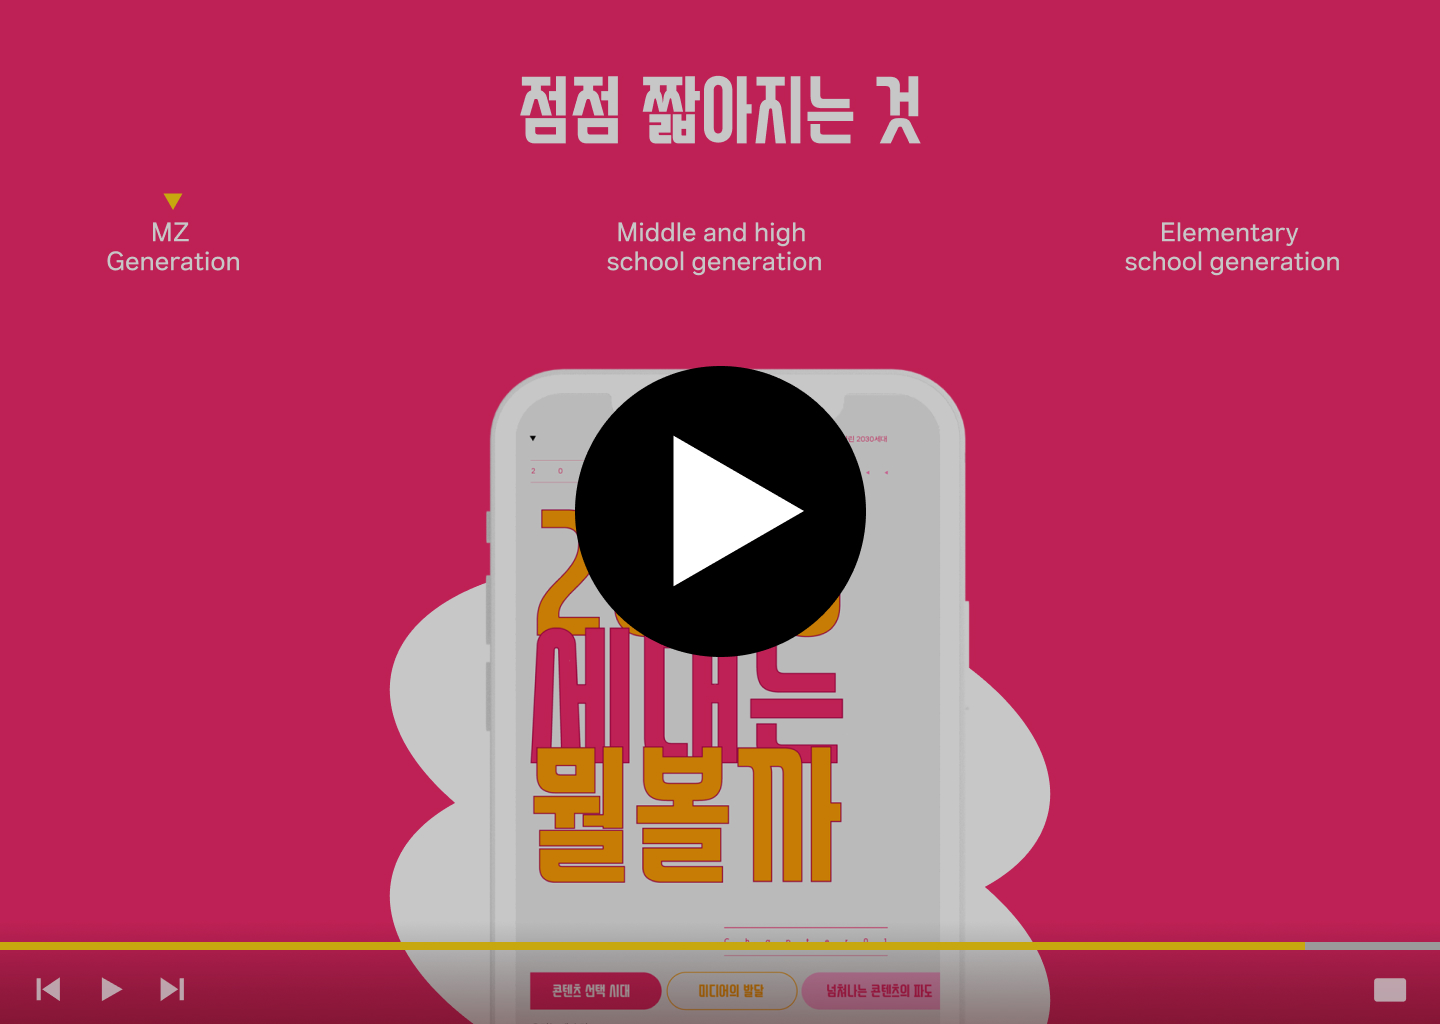 점점 짧아지는 것
MZ
Generation
Middle and high
school generation
Elementary
school generation
2030세대
2 0
세대는
뭘볼까
콘텐츠 선택 시대
미디어의 발달
넘쳐나는 콘텐츠의 파도